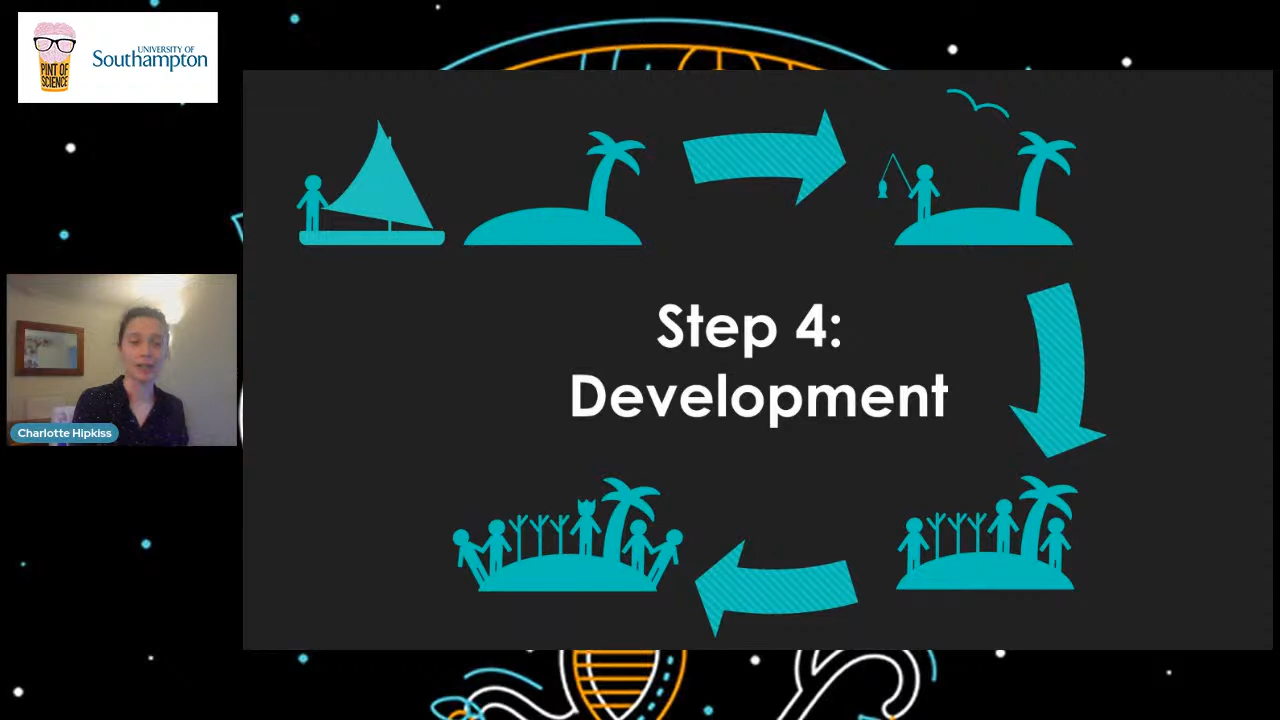 PINT OF
SCIENCE
UNIVERSITY OF
Southampton
Step 4:
Development
Charlotte Hipkiss